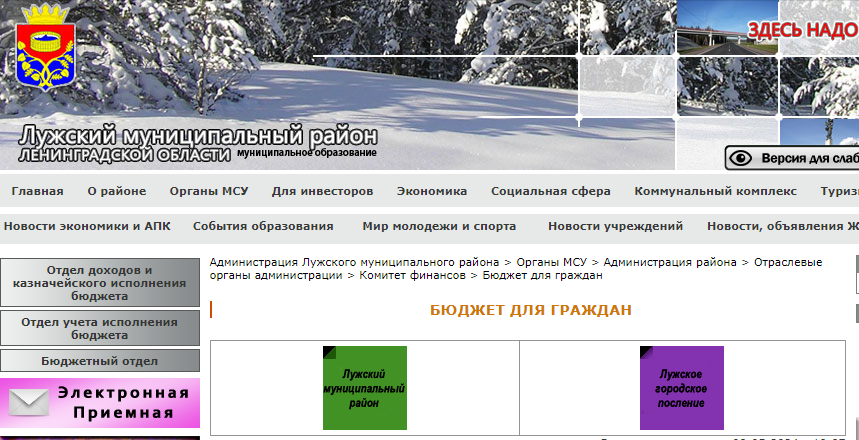 ЗДЕСЬ НАДО
Лужский муниципальный район
ЛЕНИНГРАДСКОЙ ОБЛАСТИ муниципальное образование
Версия для слаб
Главная О районе Органы МСУ Для инвесторов Экономика Социальная сфера Коммунальный комплекс Туриз
Новости экономики и АПК События образования Мир молодежи и спорта Новости учреждений Новости, объявления Ж
Отдел доходов и
казначейского исполнения
бюджета
Отдел учета исполнения
бюджета
Бюджетный отдел
Электронная
Приемная
Администрация Лужского муниципального района > Органы МСУ > Администрация района > Отраслевые
органы администрации > Комитет финансов > Бюджет для граждан
БЮДЖЕТ ДЛЯ ГРАЖДАН
Лужский
муниципальный
район
Лужское
городское
посление